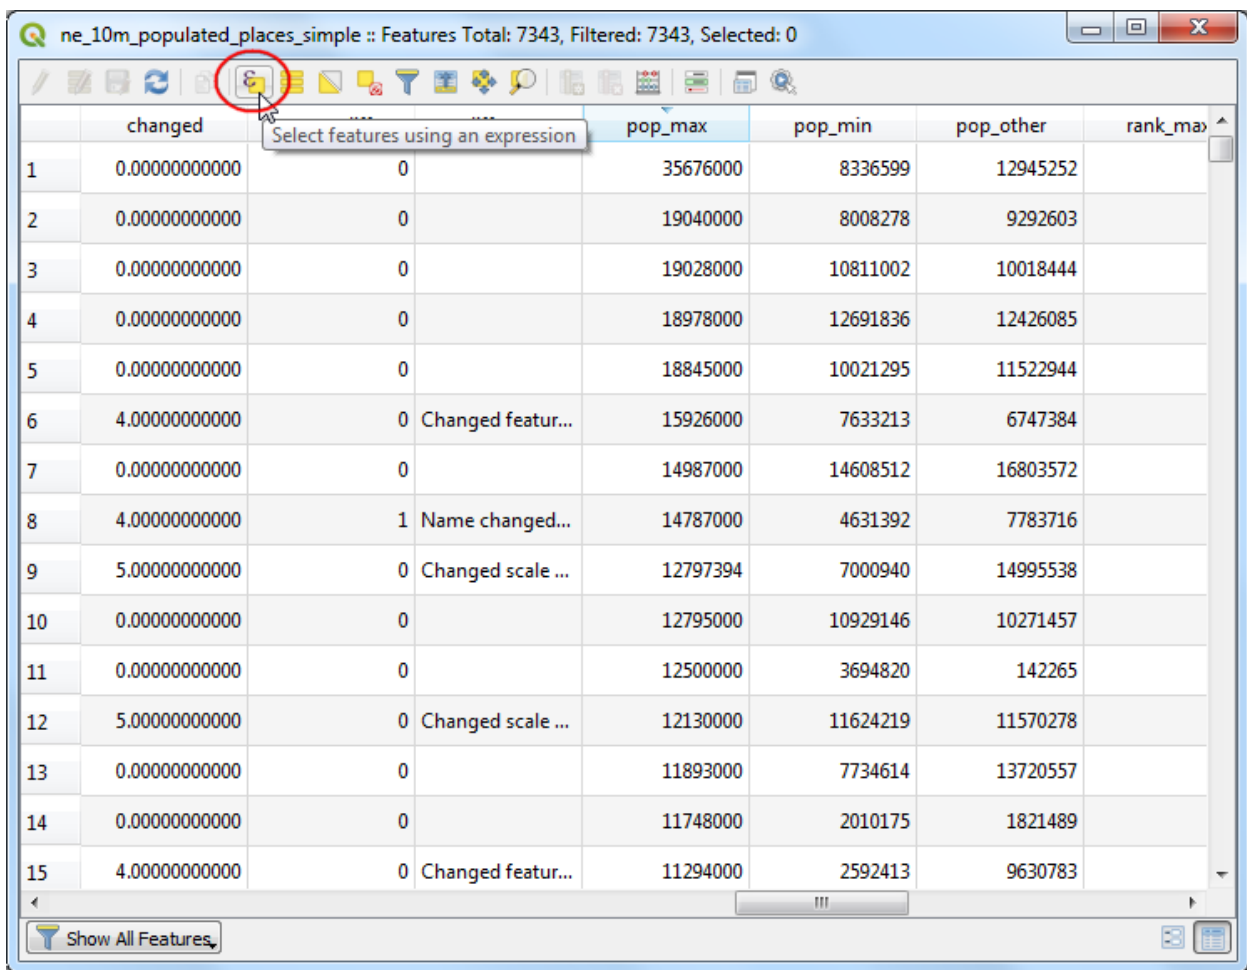 ne_10m_populated_places_simple :: Features Total: 7343, Filtered: 7343, Selected: 0
changed pop_max pop_min pop_other rank_max
Select features using an expression
1 0.00000000000 0 35676000 8336599 12945252
2 0.00000000000 0 19040000 8008278 9292603
3 0.00000000000 0 19028000 10811002 10018444
4 0.00000000000 0 18978000 12691836 12426085
5 0.00000000000 0 18845000 10021295 11522944
6 4.00000000000 0 Changed featur... 15926000 7633213 6747384
7 0.00000000000 0 14987000 14608512 16803572
8 4.00000000000 1 Name changed... 14787000 4631392 7783716
9 5.00000000000 0 Changed scale ... 12797394 7000940 14995538
10 0.00000000000 0 12795000 10929146 10271457
11 0.00000000000 0 12500000 3694820 142265
12 5.00000000000 0 Changed scale ... 12130000 11624219 11570278
13 0.00000000000 0 11893000 7734614 13720557
14 0.00000000000 0 11748000 2010175 1821489
15 4.00000000000 0 Changed featur... 11294000 2592413 9630783
Show All Features